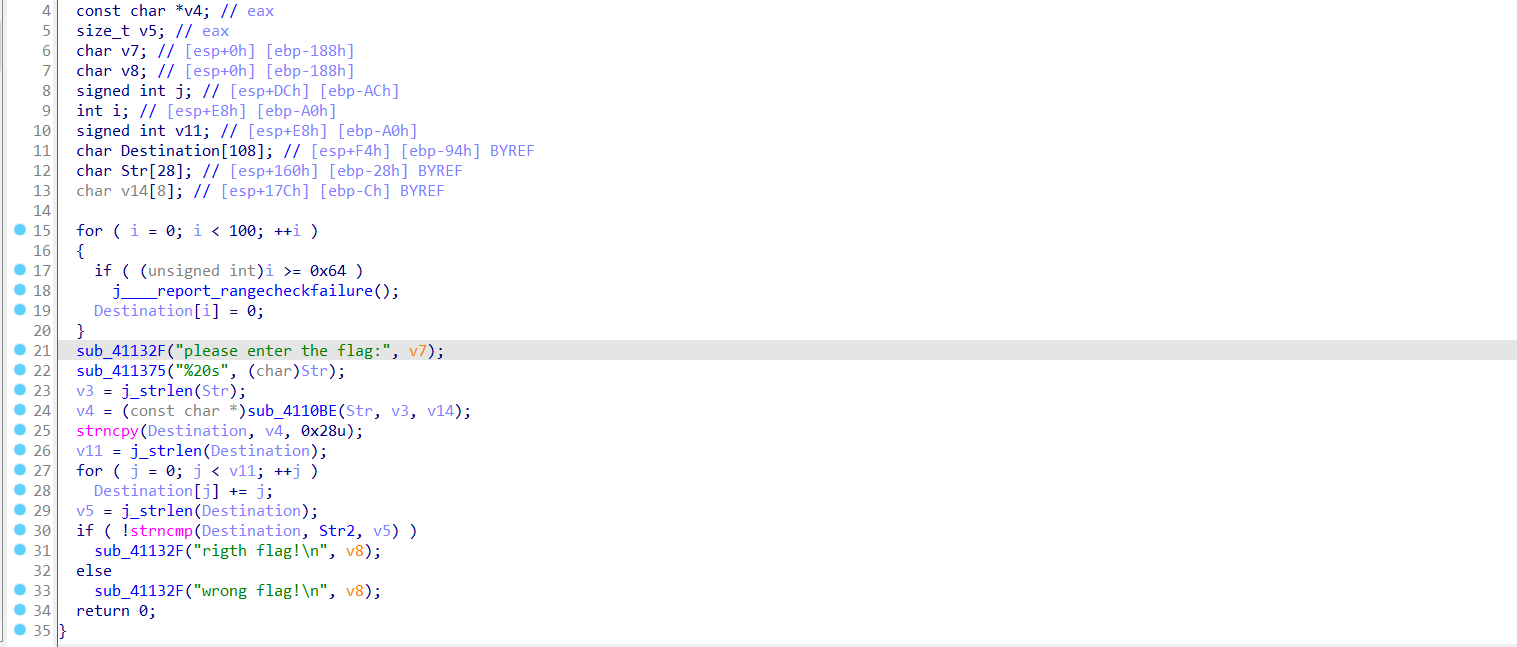 4 const char *v4; // eax
5 size_t v5; // eax
6 char v7; // [esp+0h] [ebp-188h]
7 char v8; // [esp+0h] [ebp-188h]
8 signed int j; // [esp+DCh] [ebp-ACh]
9 int i; // [esp+E8h] [ebp-A0h]
10 signed int v11; // [esp+E8h] [ebp-A0h]
11 char Destination[108]; // [esp+F4h] [ebp-94h] BYREF
12 char Str[28]; // [esp+160h] [ebp-28h] BYREF
13 char v14[8]; // [esp+17Ch] [ebp-Ch] BYREF
14
15 for ( i = 0; i < 100; ++i )
16 {
17 if ( (unsigned int)i >= 0x64 )
18 j____report_rangecheckfailure();
19 Destination[i] = 0;
20 }
21 sub_41132F("please enter the flag:", v7);
22 sub_411375("%20s", (char)Str);
23 v3 = j_strlen(Str);
24 v4 = (const char *)sub_4110BE(Str, v3, v14);
25 strncpy(Destination, v4, 0x28u);
26 v11 = j_strlen(Destination);
27 for ( j = 0; j < v11; ++j )
28 Destination[j] += j;
29 v5 = j_strlen(Destination);
30 if ( !strncmp(Destination, Str2, v5) )
31 sub_41132F("rigth flag!\n", v8);
32 else
33 sub_41132F("wrong flag!\n", v8);
34 return 0;
35 }